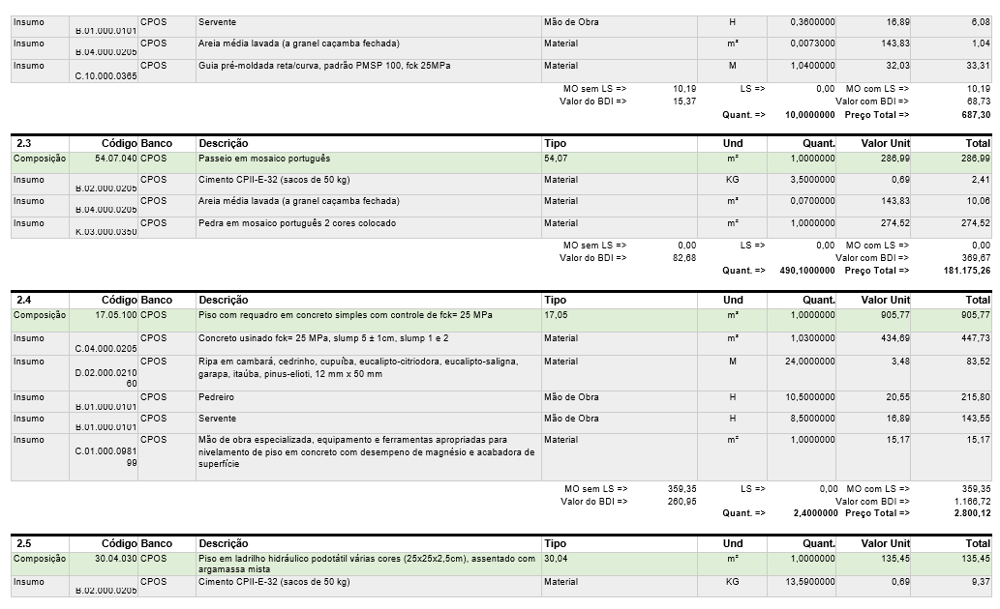 Insumo B.01.000.0101 CPOS Servente Mão de Obra H 0,3600000 16,89 6,08
Insumo B.04.000.0205 CPOS Areia média lavada (a granel caçamba fechada) Material m³ 0,0073000 143,83 1,04
Insumo C.10.000.0365 CPOS Guia pré-moldada reta/curva, padrão PMSP 100, fck 25MPa Material M 1,0400000 32,03 33,31
MO sem LS => 10,19 LS => 0,00 MO com LS => 10,19
Valor do BDI => 15,37 Valor com BDI => 68,73
Quant. => 10,0000000 Preço Total => 687,30
2.3 Código Banco Descrição Tipo Und Quant. Valor Unit Total
Composição 54.07.040 CPOS Passeio em mosaico português 54,07 m² 1,0000000 286,99 286,99
Insumo B.02.000.0205 CPOS Cimento CPII-E-32 (sacos de 50 kg) Material KG 3,5000000 0,69 2,41
Insumo B.04.000.0205 CPOS Areia média lavada (a granel caçamba fechada) Material m³ 0,0700000 143,83 10,06
Insumo K.03.000.0350 CPOS Pedra em mosaico português 2 cores colocado Material m² 1,0000000 274,52 274,52
MO sem LS => 0,00 LS => 0,00 MO com LS => 0,00
Valor do BDI => 82,68 Valor com BDI => 369,67
Quant. => 490,1000000 Preço Total => 181.175,26
2.4 Código Banco Descrição Tipo Und Quant. Valor Unit Total
Composição 17.05.100 CPOS Piso com requadro em concreto simples com controle de fck= 25 MPa 17,05 m³ 1,0000000 905,77 905,77
Insumo C.04.000.0205 CPOS Concreto usinado fck= 25 MPa, slump 5 ± 1cm, slump 1 e 2 Material m³ 1,0300000 434,69 447,73
Insumo CPOS Ripa em cambará, cedrinho, cupuíba, eucalipto-citriodora, eucalipto-saligna, Material M 24,0000000 3,48 83,52
D.02.000.0210 garapa, itaúba, pinus-elioti, 12 mm x 50 mm
60
Insumo B.01.000.0101 CPOS Pedreiro Mão de Obra H 10,5000000 20,55 215,80
Insumo B.01.000.0101 CPOS Servente Mão de Obra H 8,5000000 16,89 143,55
Insumo CPOS Mão de obra especializada, equipamento e ferramentas apropriadas para Material m² 1,0000000 15,17 15,17
C.01.000.0981 nivelamento de piso em concreto com desempeno de magnésio e acabadora de
99 superfície
MO sem LS => 359,35 LS => 0,00 MO com LS => 359,35
Valor do BDI => 260,95 Valor com BDI => 1.166,72
Quant. => 2,4000000 Preço Total => 2.800,12
2.5 Código Banco Descrição Tipo Und Quant. Valor Unit Total
Composição 30.04.030 CPOS Piso em ladrilho hidráulico podotátil várias cores (25x25x2,5cm), assentado com 30,04 m² 1,0000000 135,45 135,45
argamassa mista
Insumo B.02.000.0205 CPOS Cimento CPII-E-32 (sacos de 50 kg) Material KG 13,5900000 0,69 9,37